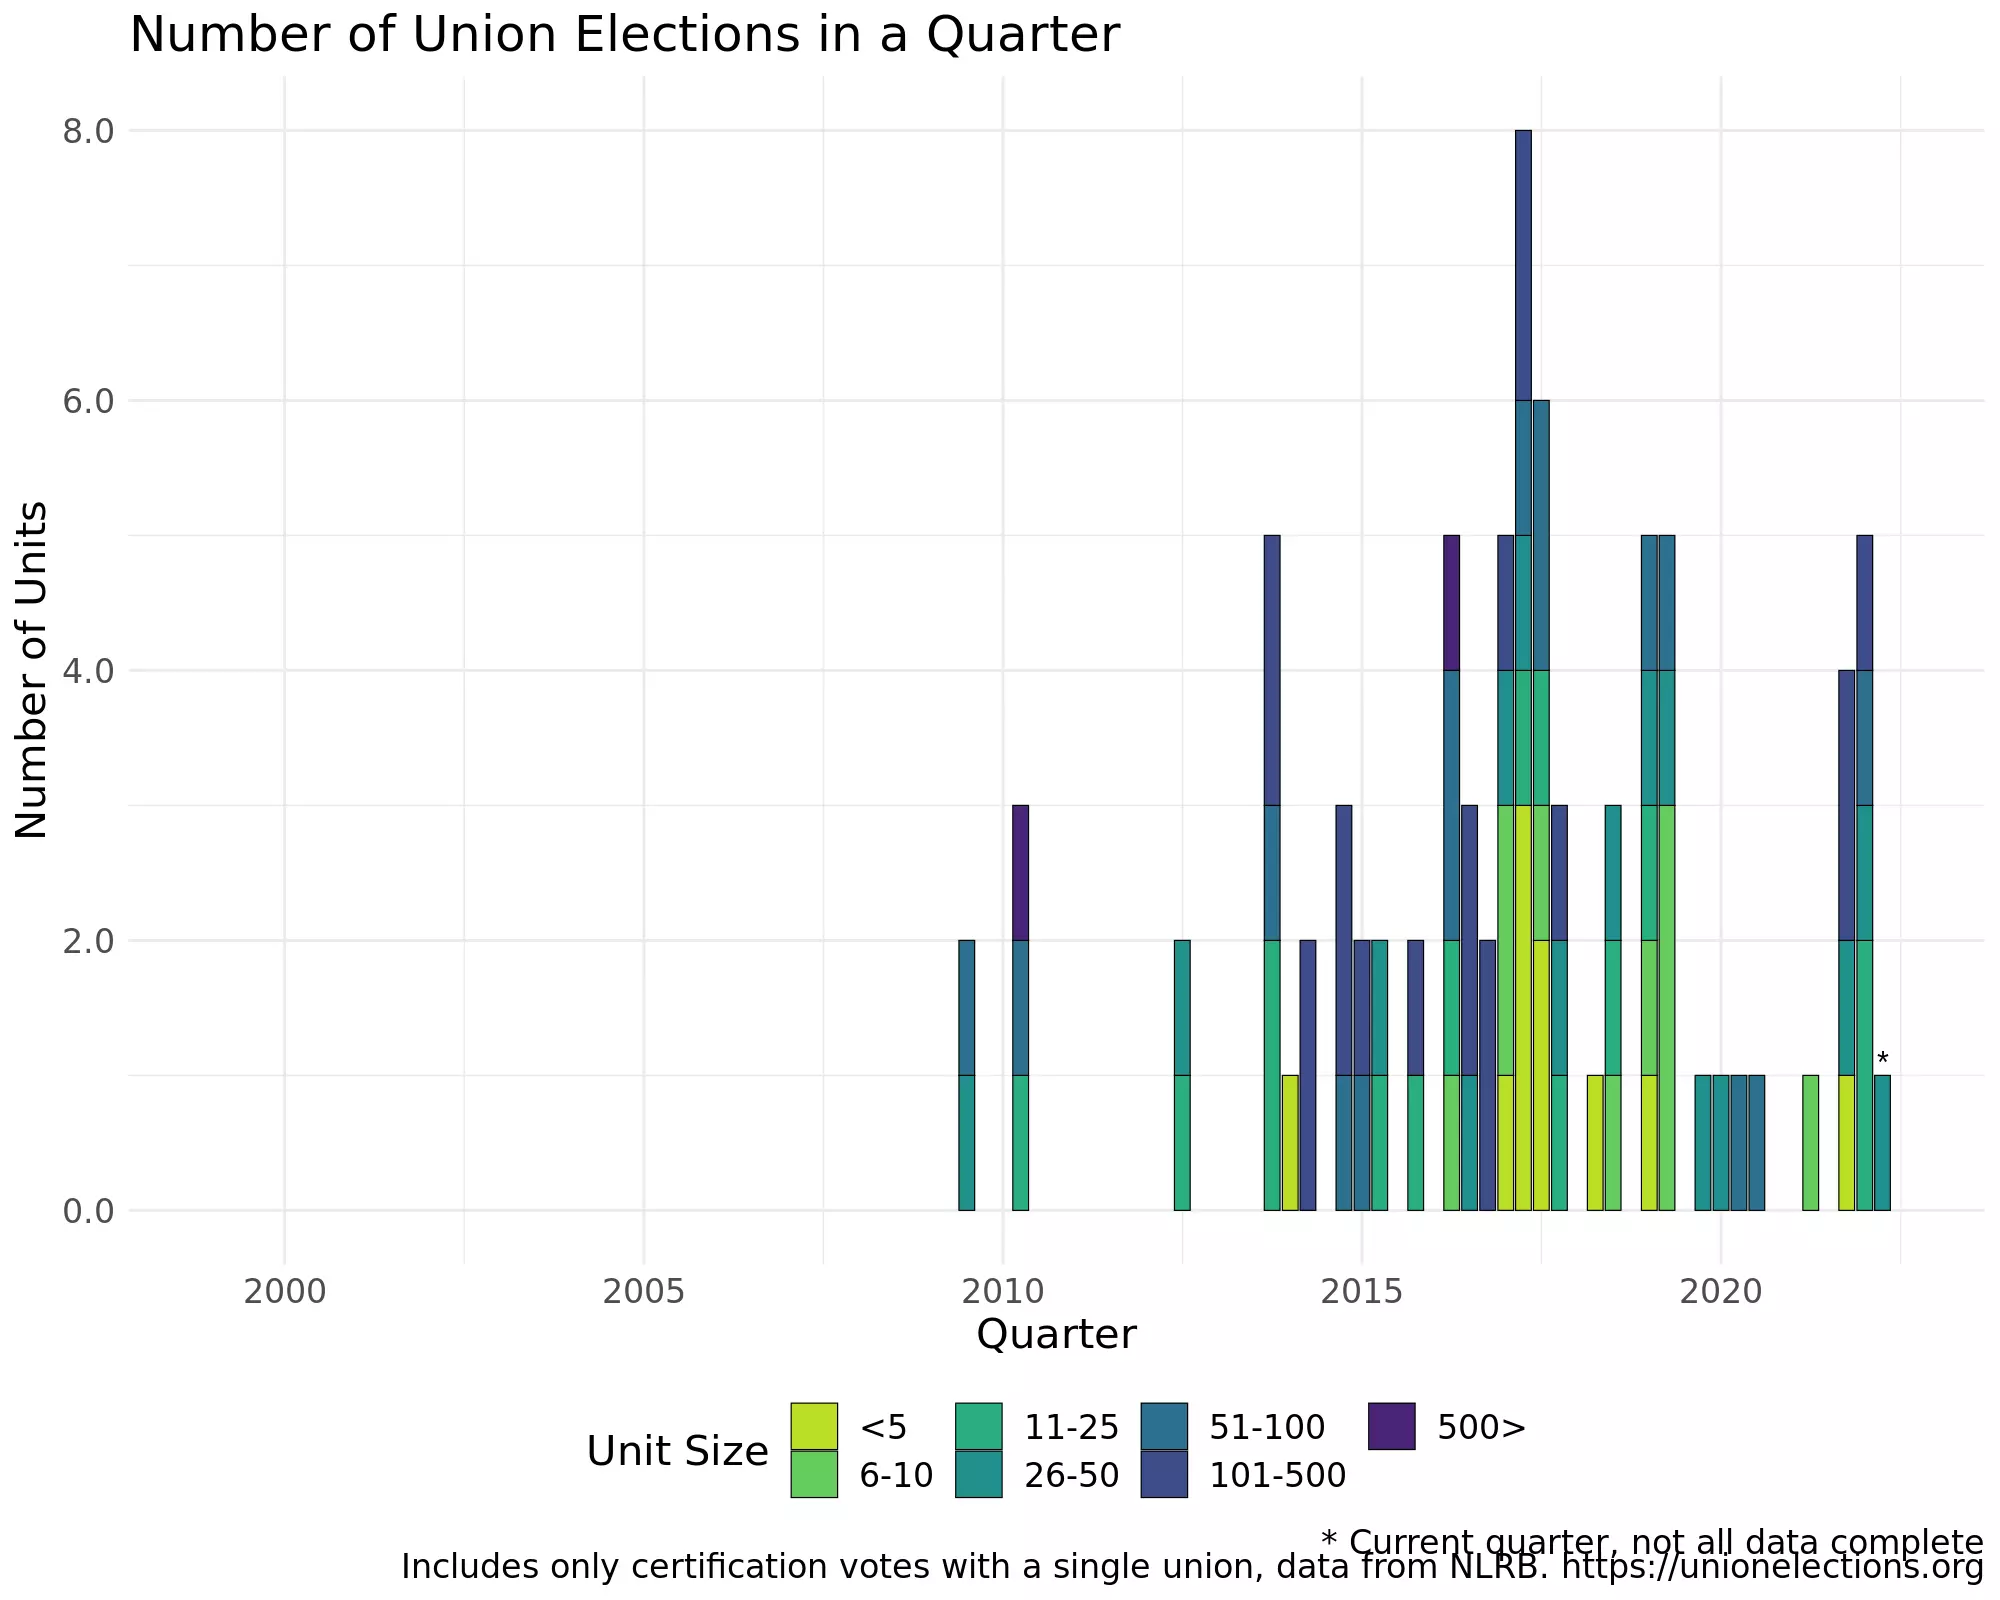 Number of Union Elections in a Quarter
8.0
6.0
4.0
2.0
0.0
Number of Units
*
2000 2005 2010 2015 2020
Quarter
Unit Size
<5 11-25 51-100 500>
6-10 26-50 101-500
* Current quarter, not all data complete
Includes only certification votes with a single union, data from NLRB. https://unionelections.org